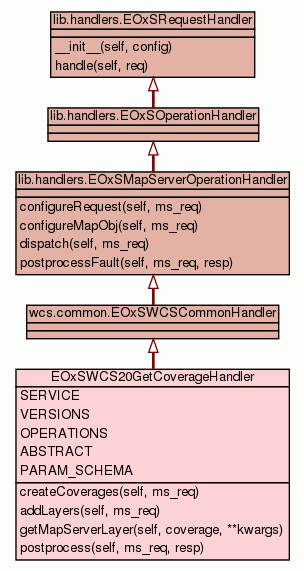 lib.handlers.EOxSRequestHandler
__init__(self, config)
handle(self, req)
lib.handlers.EOxSOperationHandler
lib.handlers.EOxSMapServerOperationHandler
configureRequest(self, ms_req)
configureMapObj(self, ms_req)
dispatch(self, ms_req)
postprocessFault(self, ms_req, resp)
wcs.common.EOxSWCSCommonHandler
EOxSWCS20GetCoverageHandler
SERVICE
VERSIONS
OPERATIONS
ABSTRACT
PARAM_SCHEMA
createCoverages(self, ms_req)
addLayers(self, ms_req)
getMapServerLayer(self, coverage, **kwargs)
postprocess(self, ms_req, resp)